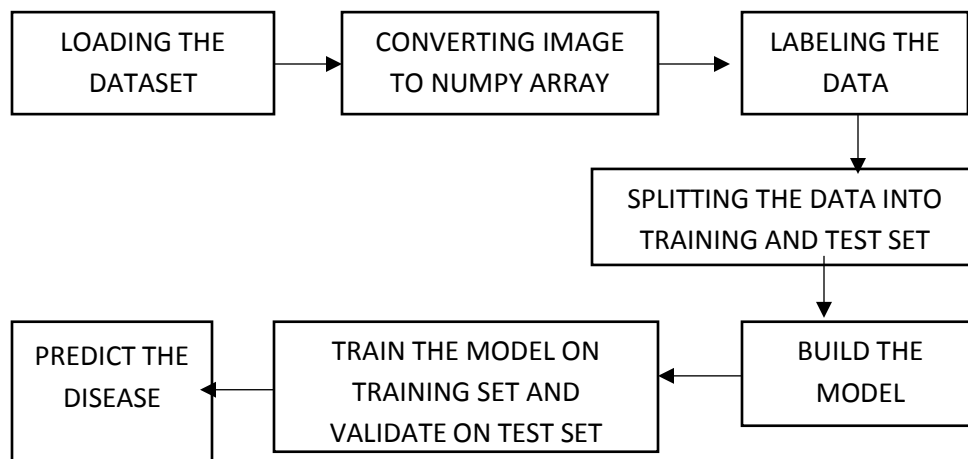 LOADING THE
DATASET
CONVERTING IMAGE
TO NUMPY ARRAY
LABELING THE
DATA
SPLITTING THE DATA INTO
TRAINING AND TEST SET
BUILD THE
MODEL
TRAIN THE MODEL ON
TRAINING SET AND
VALIDATE ON TEST SET
PREDICT THE
DISEASE